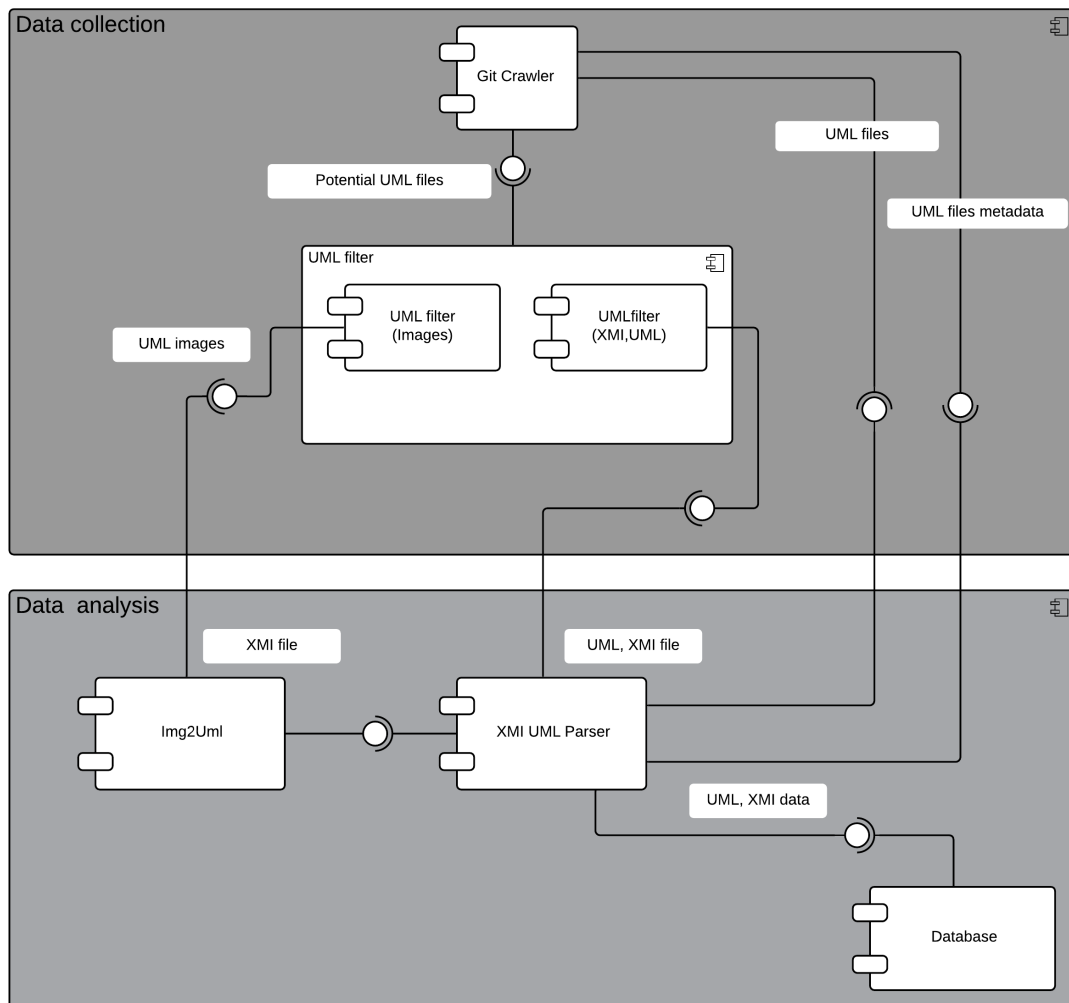 Data collection
Git Crawler
UML files
Potential UML files
UML files metadata
UML filter
UML filter
(Images)
UMLfilter
(XMI,UML)
UML images
Data  analysis
XMI file
UML, XMI file
Img2Uml
XMI UML Parser
UML, XMI data
Database